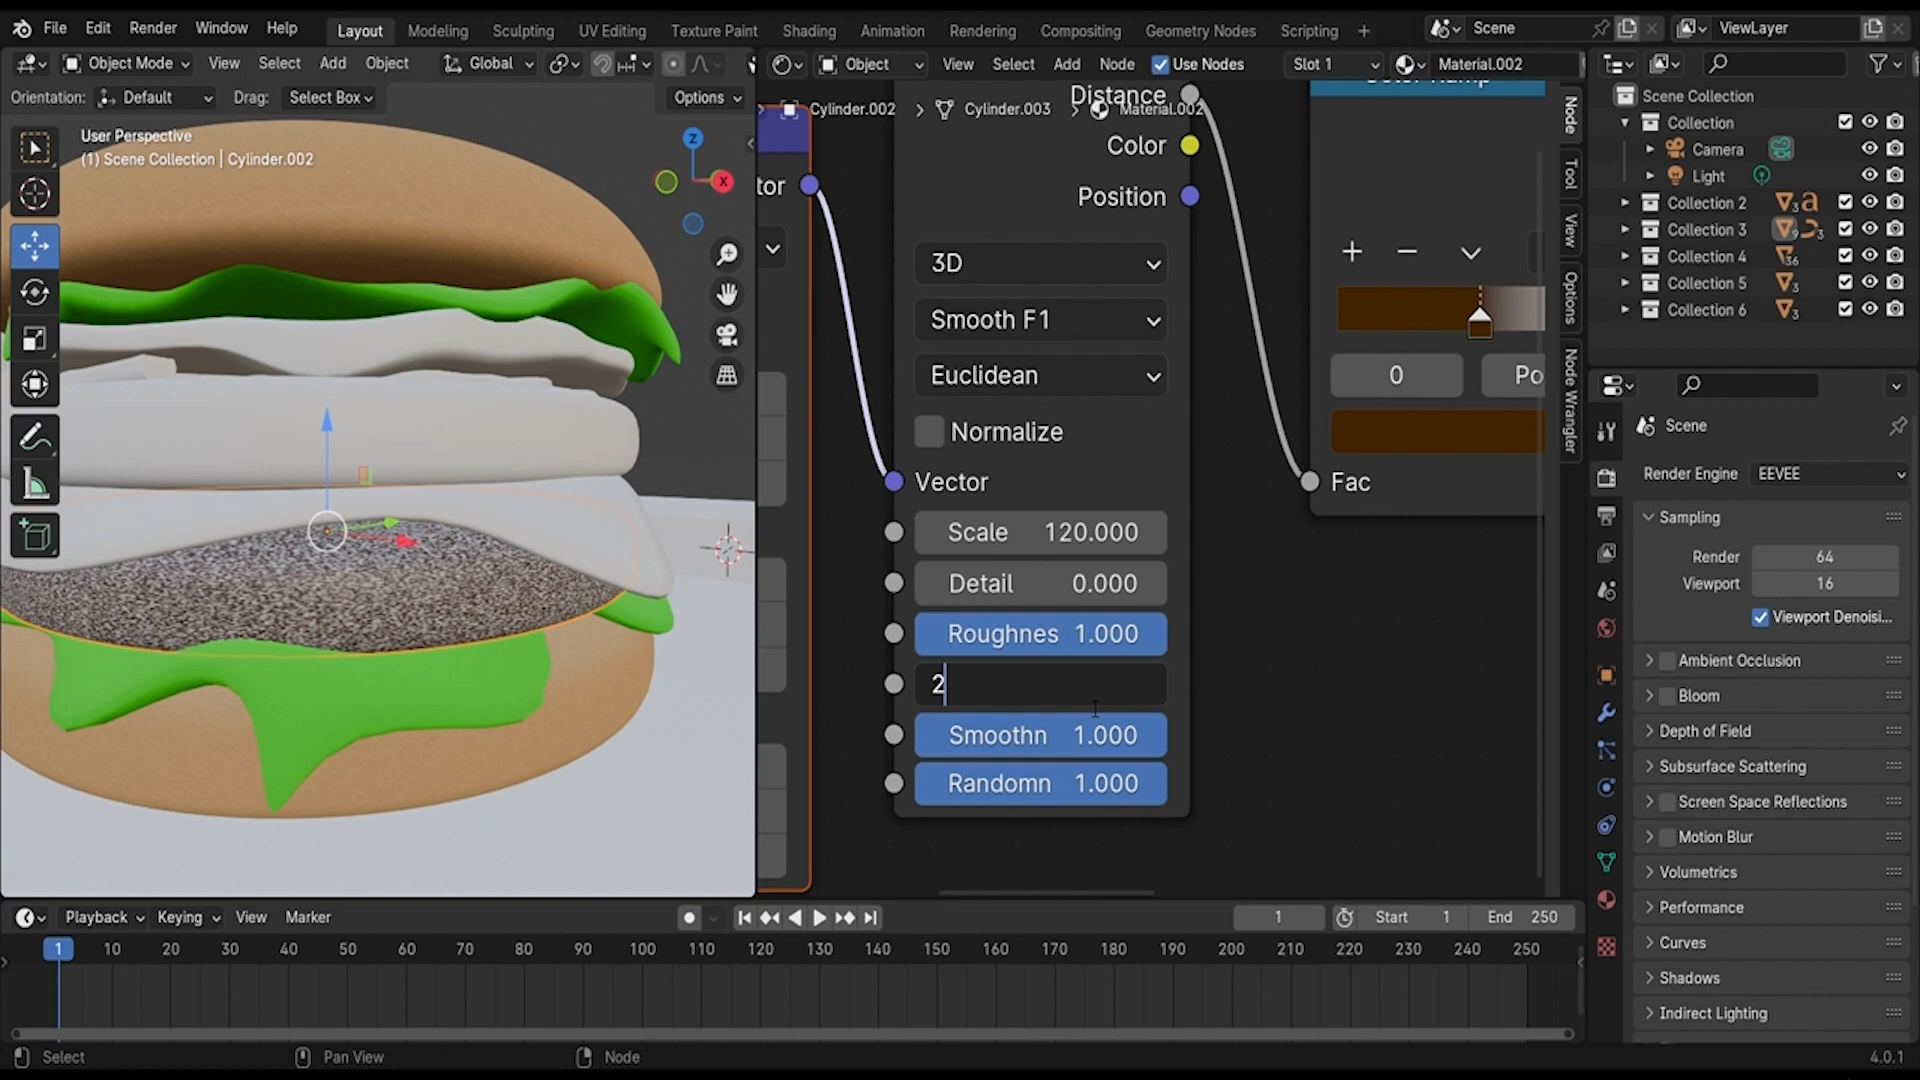 File Edit Render Window Help Layout Modeling Sculpting UV Editing Texture Paint Shading Animation Rendering Compositing Geometry Nodes Scripting + Scene ViewLayer
Object Mode View Select Add Object Global Object View Select Add Node Use Nodes Slot 1 Material.002
Orientation: Default Drag: Select Box Options
User Perspective
(1) Scene Collection | Cylinder.002
Z
X
Cylinder.002 > Cylinder.003 > Material.002
tor
Distance
Color
Position
3D
Smooth F1
Euclidean
Normalize
Vector
Scale 120.000
Detail 0.000
Roughnes 1.000
2
Smoothn 1.000
Randomn 1.000
0 Po
Fac
Node
Tool
View
Options
Node Wrangler
Scene Collection
Collection
Camera
Light
Collection 2 3
Collection 3 9 3
Collection 4 36
Collection 5 3
Collection 6 3
Scene
Render Engine EEVEE
Sampling
Render 64
Viewport 16
Viewport Denoisi...
Ambient Occlusion
Bloom
Depth of Field
Subsurface Scattering
Screen Space Reflections
Motion Blur
Volumetrics
Performance
Curves
Shadows
Indirect Lighting
Playback Keying View Marker 1 Start 1 End 250
1 10 20 30 40 50 60 70 80 90 100 110 120 130 140 150 160 170 180 190 200 210 220 230 240 250
Select Pan View Node 4.0.1